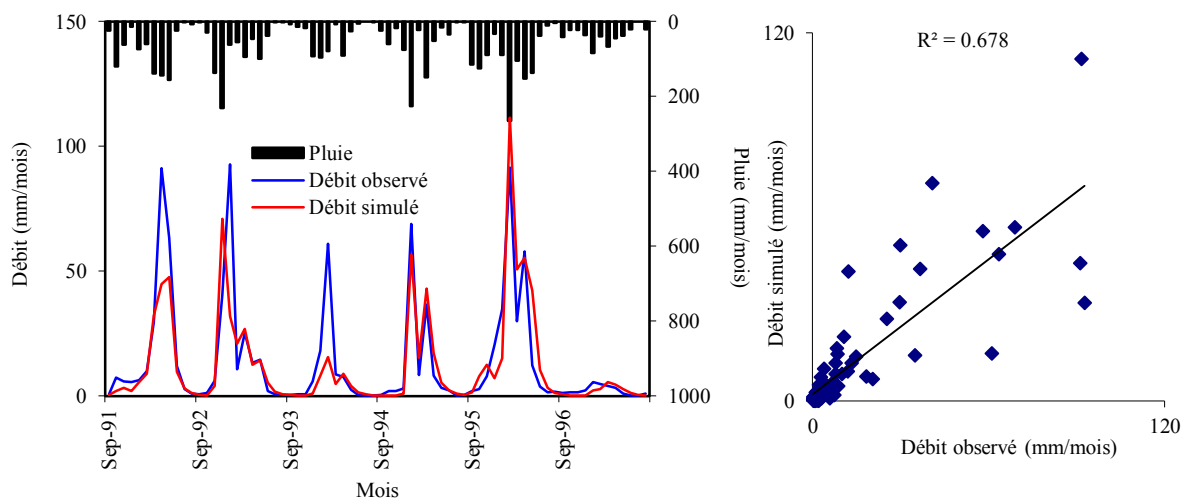 150
100
50
0
Débit (mm/mois)
Pluie
Débit observé
Débit simulé
0
200
400
600
800
1000
Pluie (mm/mois)
Sep-91
Sep-92
Sep-93
Sep-94
Sep-95
Sep-96
Mois
R² = 0.678
120
0
Débit simulé (mm/mois)
0
120
Débit observé (mm/mois)